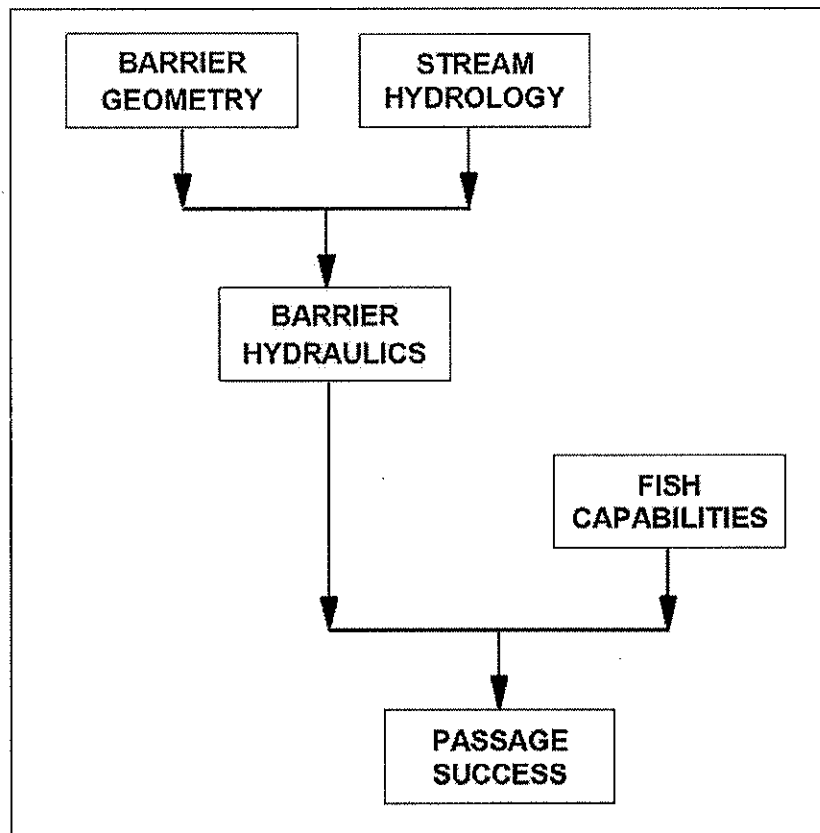 BARRIER
GEOMETRY
STREAM
HYDROLOGY
BARRIER
HYDRAULICS
FISH
CAPABILITIES
PASSAGE
SUCCESS